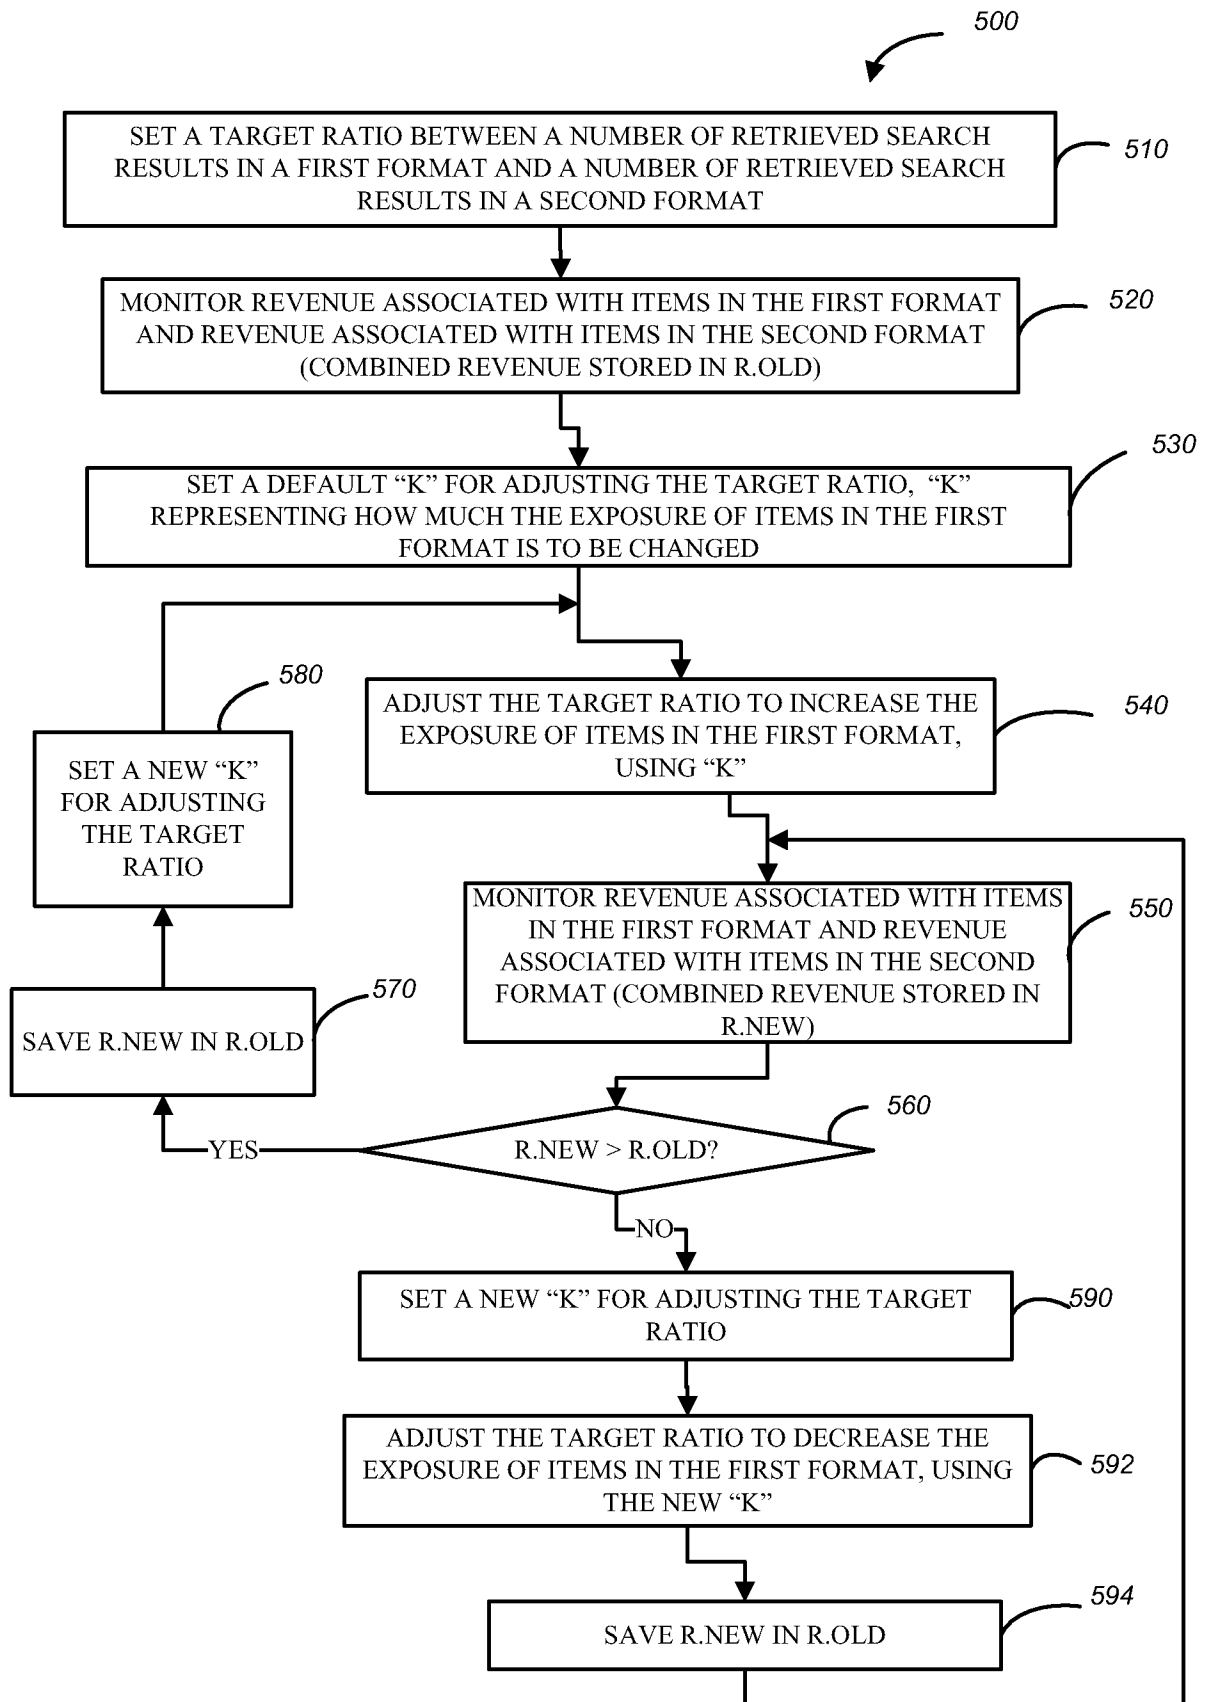 500
SET A TARGET RATIO BETWEEN A NUMBER OF RETRIEVED SEARCH
RESULTS IN A FIRST FORMAT AND A NUMBER OF RETRIEVED SEARCH
RESULTS IN A SECOND FORMAT
510
MONITOR REVENUE ASSOCIATED WITH ITEMS IN THE FIRST FORMAT
AND REVENUE ASSOCIATED WITH ITEMS IN THE SECOND FORMAT
(COMBINED REVENUE STORED IN R.OLD)
520
SET A DEFAULT “K” FOR ADJUSTING THE TARGET RATIO, “K”
REPRESENTING HOW MUCH THE EXPOSURE OF ITEMS IN THE FIRST
FORMAT IS TO BE CHANGED
530
ADJUST THE TARGET RATIO TO INCREASE THE
EXPOSURE OF ITEMS IN THE FIRST FORMAT,
USING “K”
540
SET A NEW “K”
FOR ADJUSTING
THE TARGET
RATIO
580
MONITOR REVENUE ASSOCIATED WITH ITEMS
IN THE FIRST FORMAT AND REVENUE
ASSOCIATED WITH ITEMS IN THE SECOND
FORMAT (COMBINED REVENUE STORED IN
R.NEW)
550
SAVE R.NEW IN R.OLD
570
R.NEW > R.OLD?
560
YES
NO
SET A NEW “K” FOR ADJUSTING THE TARGET
RATIO
590
ADJUST THE TARGET RATIO TO DECREASE THE
EXPOSURE OF ITEMS IN THE FIRST FORMAT, USING
THE NEW “K”
592
SAVE R.NEW IN R.OLD
594